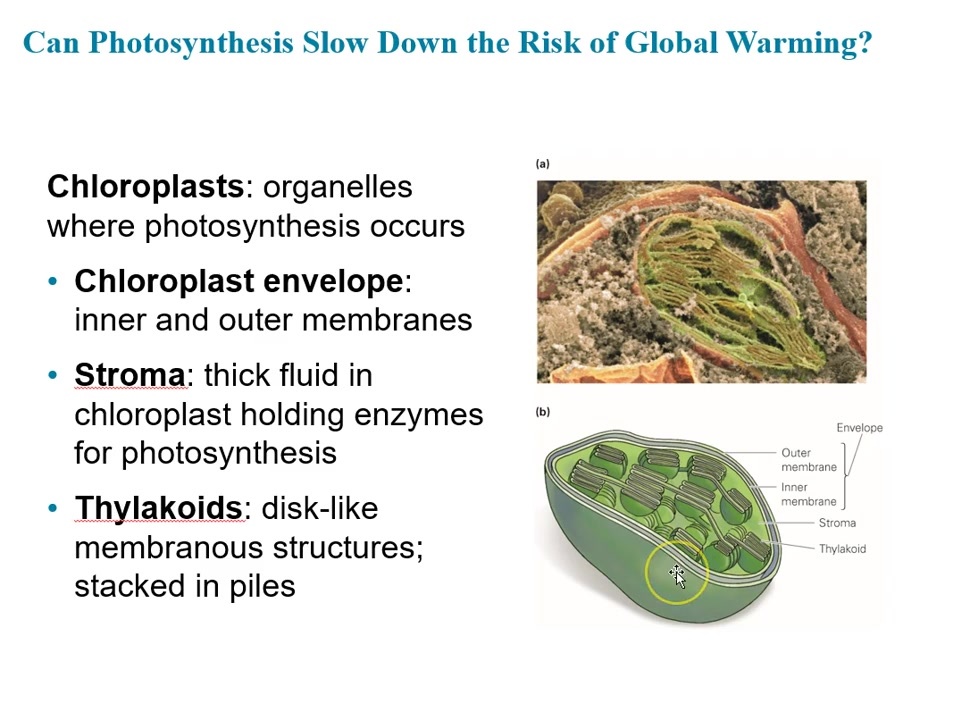 Can Photosynthesis Slow Down the Risk of Global Warming?
Chloroplasts: organelles
where photosynthesis occurs
• Chloroplast envelope:
inner and outer membranes
• Stroma: thick fluid in
chloroplast holding enzymes
for photosynthesis
• Thylakoids: disk-like
membranous structures;
stacked in piles
(a)
(b)
Envelope
Outer
membrane
Inner
membrane
Stroma
Thylakoid